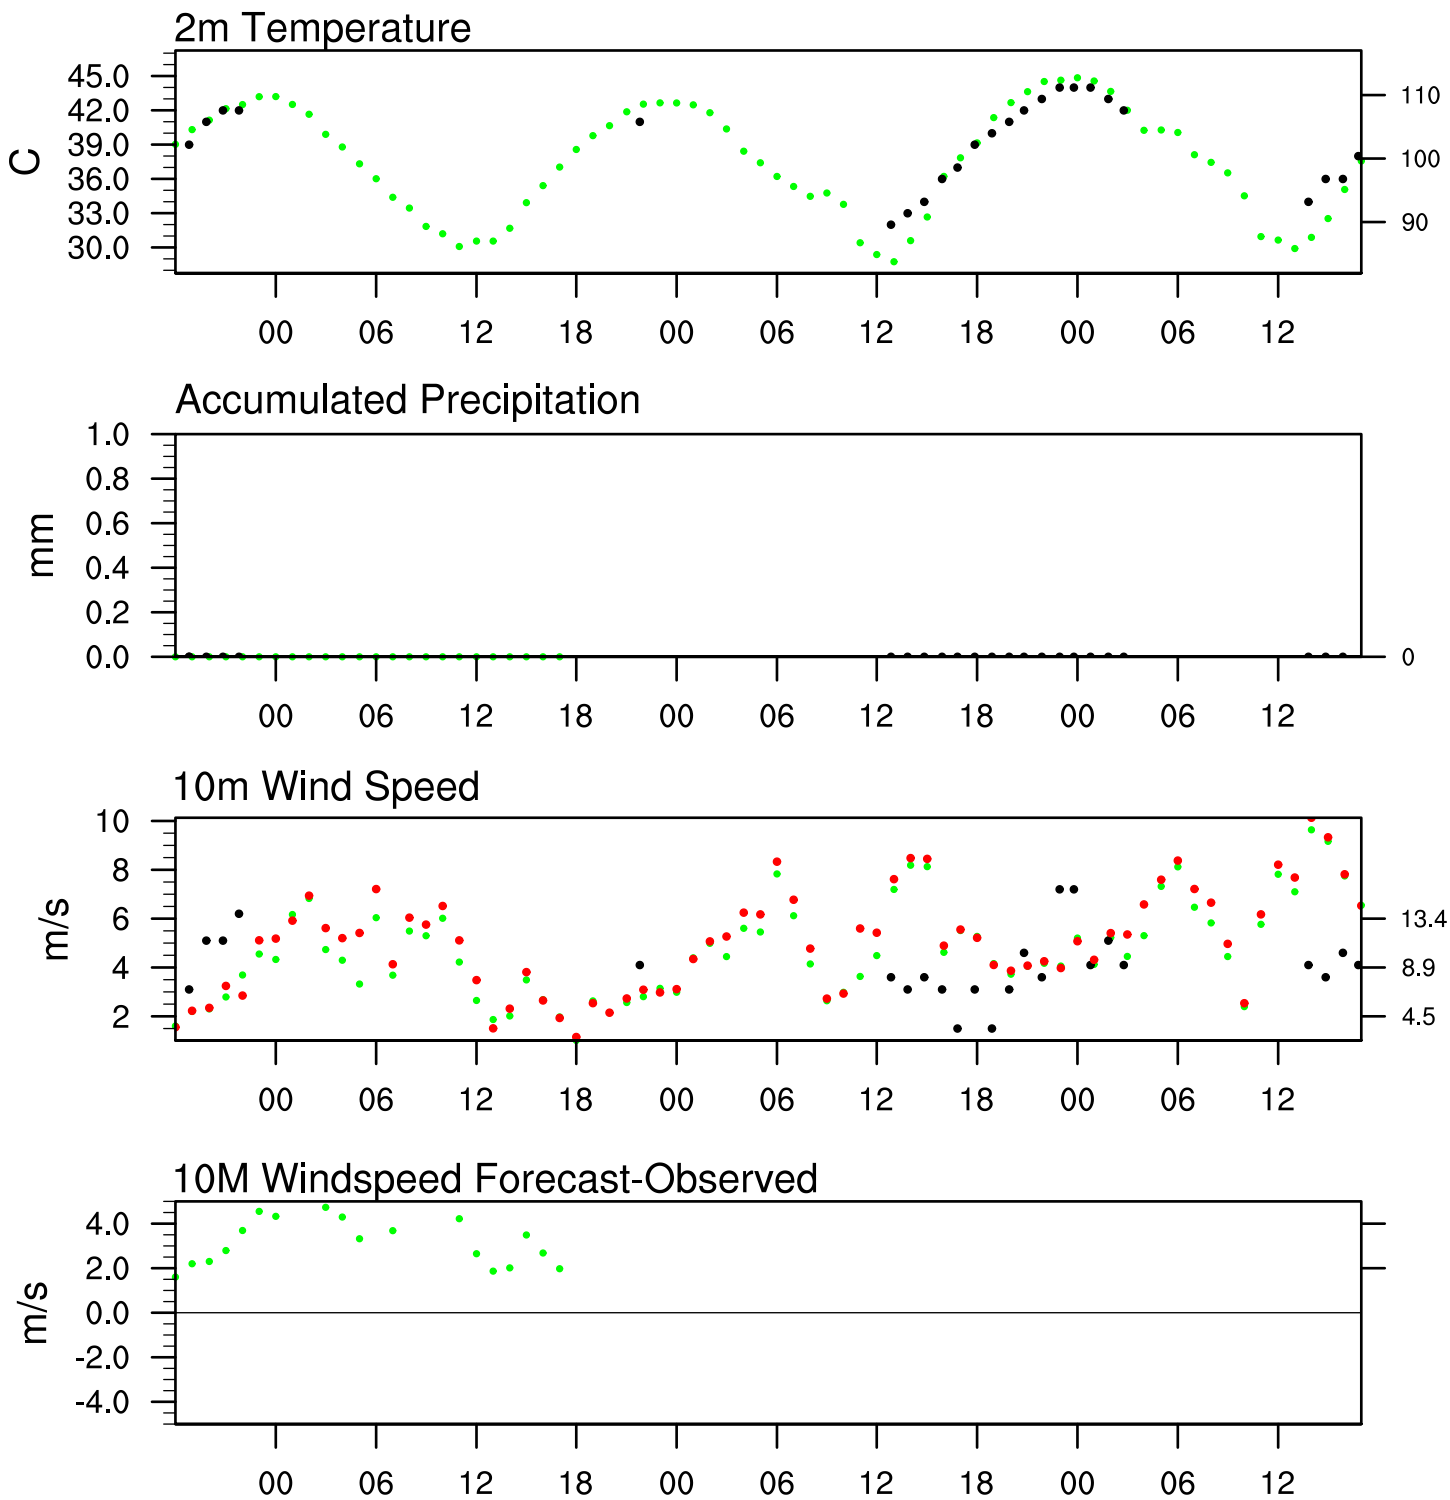 2m Temperature
45.0
42.0
39.0
36.0
33.0
30.0
C
110
100
90
00 06 12 18 00 06 12 18 00 06 12
Accumulated Precipitation
1.0
0.8
0.6
0.4
0.2
0.0
mm
0
00 06 12 18 00 06 12 18 00 06 12
10m Wind Speed
10
8
6
4
2
m/s
13.4
8.9
4.5
00 06 12 18 00 06 12 18 00 06 12
10M Windspeed Forecast-Observed
4.0
2.0
0.0
-2.0
-4.0
m/s
00 06 12 18 00 06 12 18 00 06 12